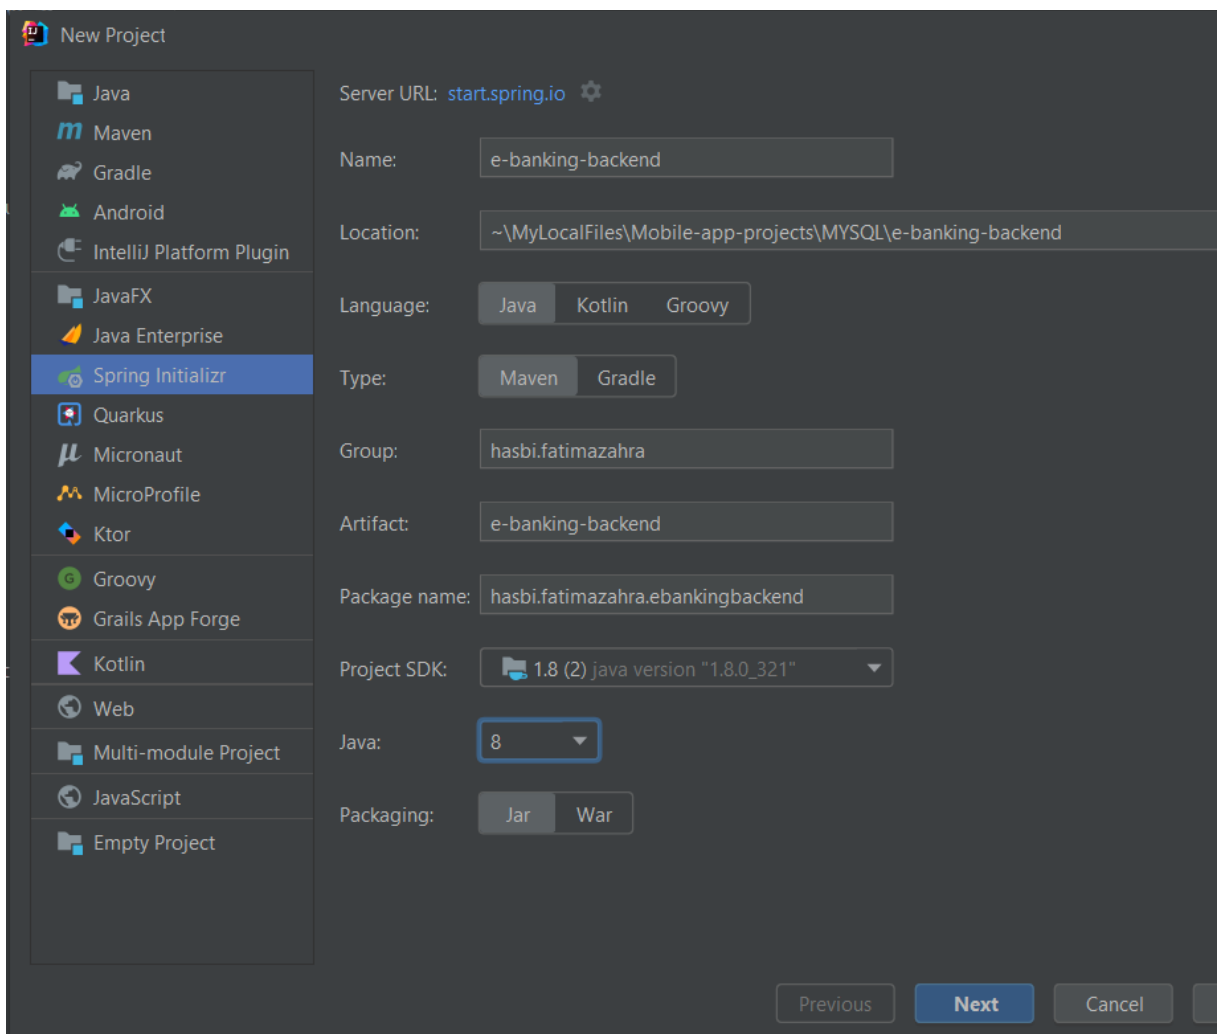 New Project
Java
Maven
Gradle
Android
IntelliJ Platform Plugin
JavaFX
Java Enterprise
Spring Initializr
Quarkus
Micronaut
MicroProfile
Ktor
Groovy
Grails App Forge
Kotlin
Web
Multi-module Project
JavaScript
Empty Project
Server URL: start.spring.io
Name: e-banking-backend
Location: ~\MyLocalFiles\Mobile-app-projects\MYSQL\e-banking-backend
Language: Java Kotlin Groovy
Type: Maven Gradle
Group: hasbi.fatimazahra
Artifact: e-banking-backend
Package name: hasbi.fatimazahra.ebankingbackend
Project SDK: 1.8 (2) java version "1.8.0_321"
Java: 8
Packaging: Jar War
Previous Next Cancel